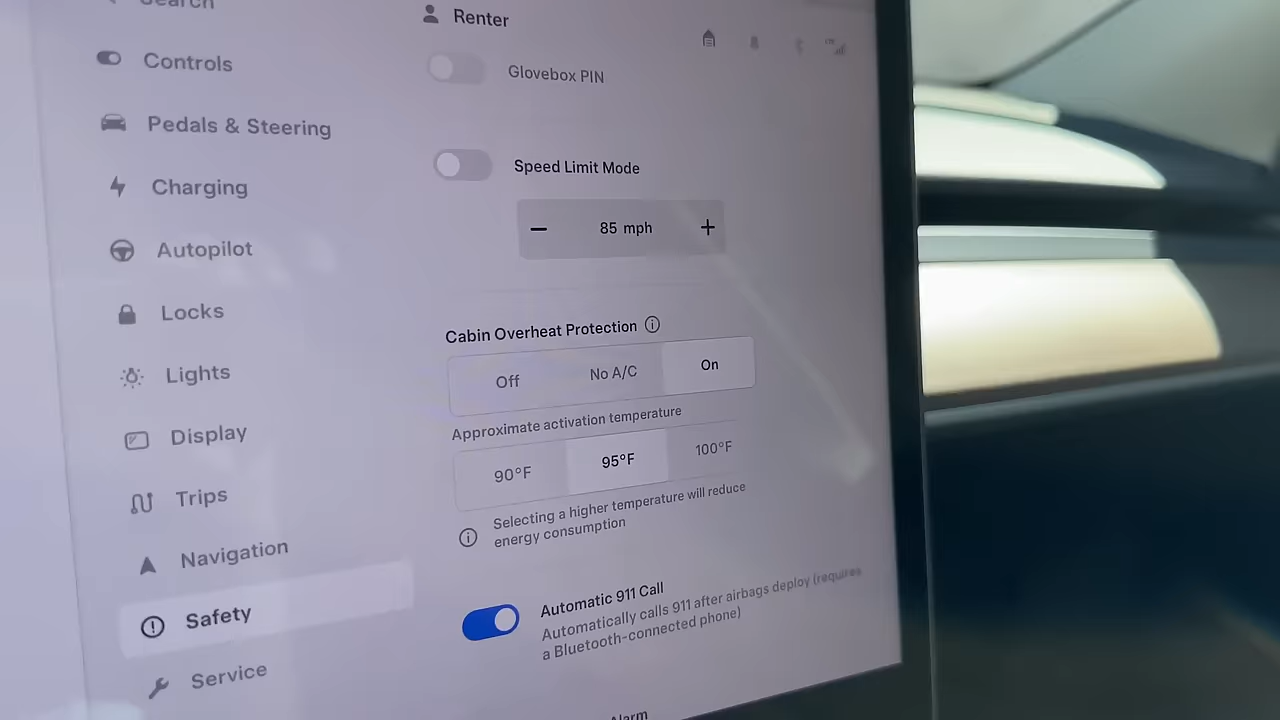 Search
Controls
Pedals & Steering
Charging
Autopilot
Locks
Lights
Display
Trips
Navigation
Safety
Service
Renter
Glovebox PIN
Speed Limit Mode
− 85 mph +
Cabin Overheat Protection
Off No A/C On
Approximate activation temperature
90°F 95°F 100°F
Selecting a higher temperature will reduce
energy consumption
Automatic 911 Call
Automatically calls 911 after airbags deploy (requires
a Bluetooth-connected phone)
Alarm